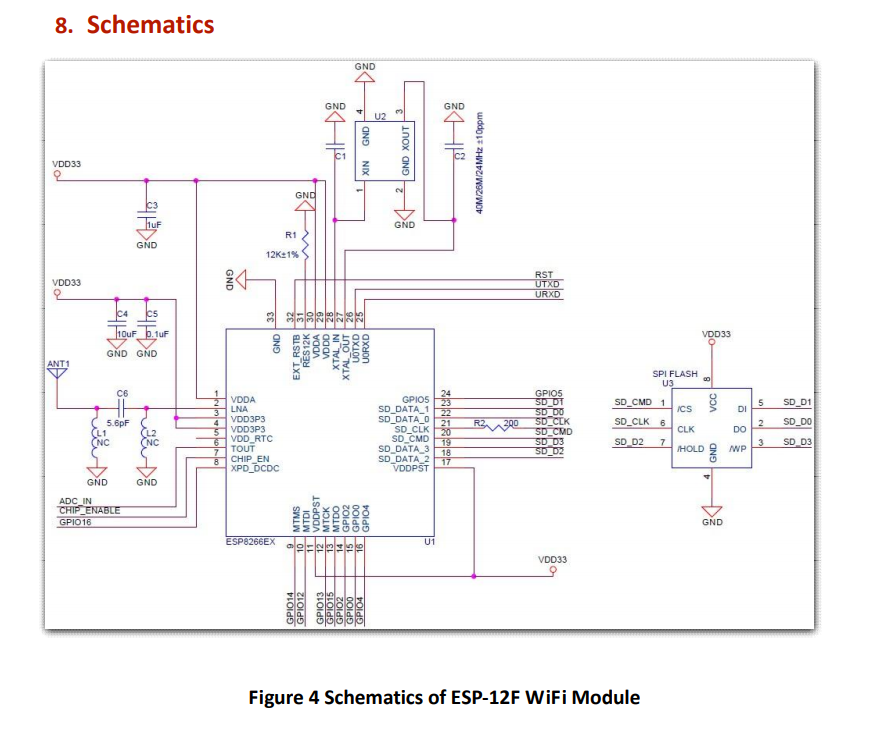 8. Schematics
GND
GND
GND
4
3
U2
GND
XOUT
XIN
GND
C1
C2
1
2
40M/26M/24MHz ±10ppm
GND
VDD33
C3
1uF
GND
GND
R1
12K±1%
GND
VDD33
C4
10uF
GND
C5
0.1uF
GND
RST
UTXD
URXD
33
32
31
30
29
28
27
26
25
GND
EXT_RSTB
RES12K
VDDA
VDDD
XTAL_IN
XTAL_OUT
U0TXD
U0RXD
ANT1
C6
5.6pF
L1
NC
GND
L2
NC
GND
1 VDDA
2 LNA
3 VDD3P3
4 VDD3P3
5 VDD_RTC
6 TOUT
7 CHIP_EN
8 XPD_DCDC
GPIO5 24 GPIO5
SD_DATA_1 23 SD_D1
SD_DATA_0 22 SD_D0
SD_CLK 21 R2 200 SD_CLK
SD_CMD 20 SD_CMD
SD_DATA_3 19 SD_D3
SD_DATA_2 18 SD_D2
VDDPST 17
ADC_IN
CHIP_ENABLE
GPIO16
MTMS
MTDI
VDDPST
MTCK
MTDO
GPIO2
GPIO0
GPIO4
ESP8266EX
U1
9
10
11
12
13
14
15
16
GPIO14
GPIO12
GPIO13
GPIO15
GPIO2
GPIO0
GPIO4
VDD33
VDD33
SPI FLASH
U3
8
SD_CMD 1 /CS
VCC
DI 5 SD_D1
SD_CLK 6 CLK
DO 2 SD_D0
SD_D2 7 /HOLD
GND
/WP 3 SD_D3
4
GND
Figure 4 Schematics of ESP-12F WiFi Module